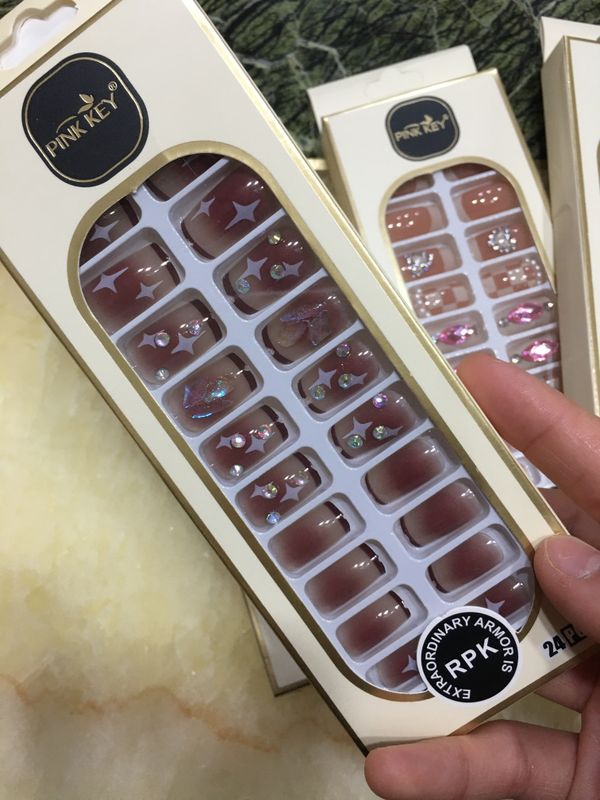 PINK KEY®
PINK KEY
EXTRAORDINARY ARMOR IS
RPK
24